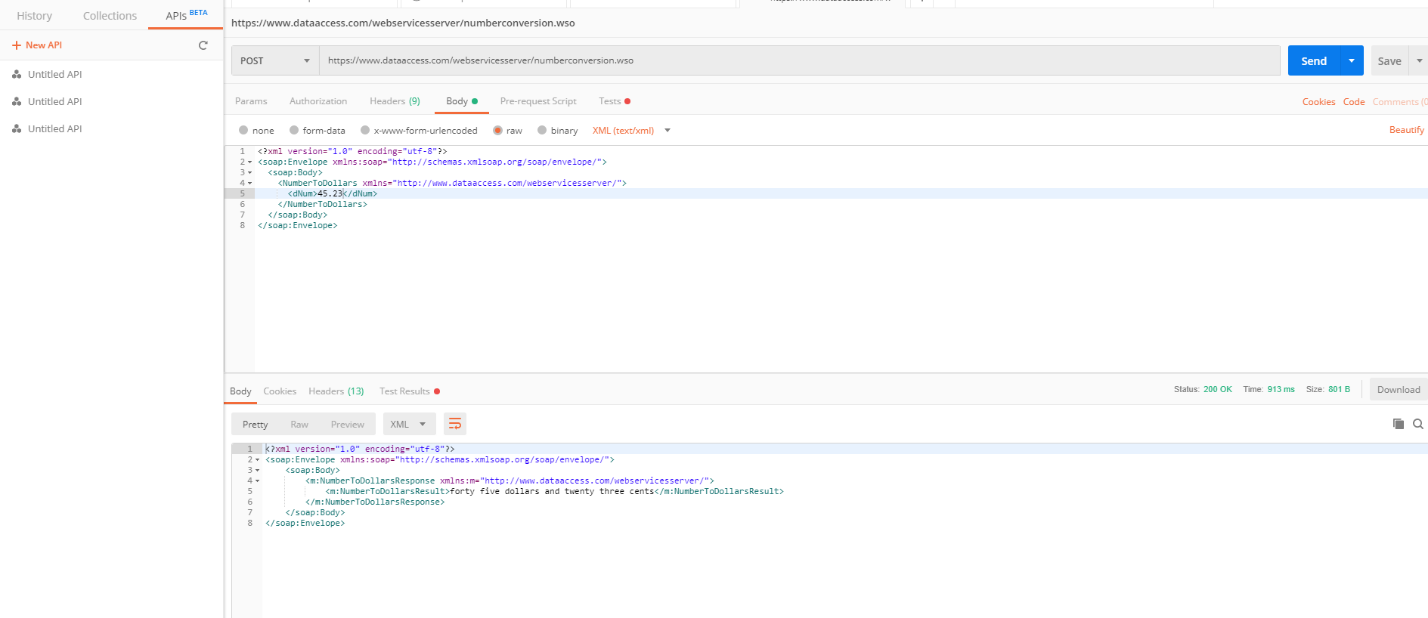 History Collections APIs BETA
https://www.dataaccess.com/webservicesserver/numberconversion.wso
+ New API
POST https://www.dataaccess.com/webservicesserver/numberconversion.wso Send Save
Untitled API
Untitled API
Untitled API
Params Authorization Headers (9) Body Pre-request Script Tests Cookies Code Comments (0
none form-data x-www-form-urlencoded raw binary XML (text/xml) Beautify
1 <?xml version="1.0" encoding="utf-8"?>
2 <soap:Envelope xmlns:soap="http://schemas.xmlsoap.org/soap/envelope/">
3 <soap:Body>
4 <NumberToDollars xmlns="http://www.dataaccess.com/webservicesserver/">
5 <dNum>45.23</dNum>
6 </NumberToDollars>
7 </soap:Body>
8 </soap:Envelope>
Body Cookies Headers (13) Test Results Status: 200 OK Time: 913 ms Size: 801 B Download
Pretty Raw Preview XML
1 <?xml version="1.0" encoding="utf-8"?>
2 <soap:Envelope xmlns:soap="http://schemas.xmlsoap.org/soap/envelope/">
3 <soap:Body>
4 <m:NumberToDollarsResponse xmlns:m="http://www.dataaccess.com/webservicesserver/">
5 <m:NumberToDollarsResult>forty five dollars and twenty three cents</m:NumberToDollarsResult>
6 </m:NumberToDollarsResponse>
7 </soap:Body>
8 </soap:Envelope>